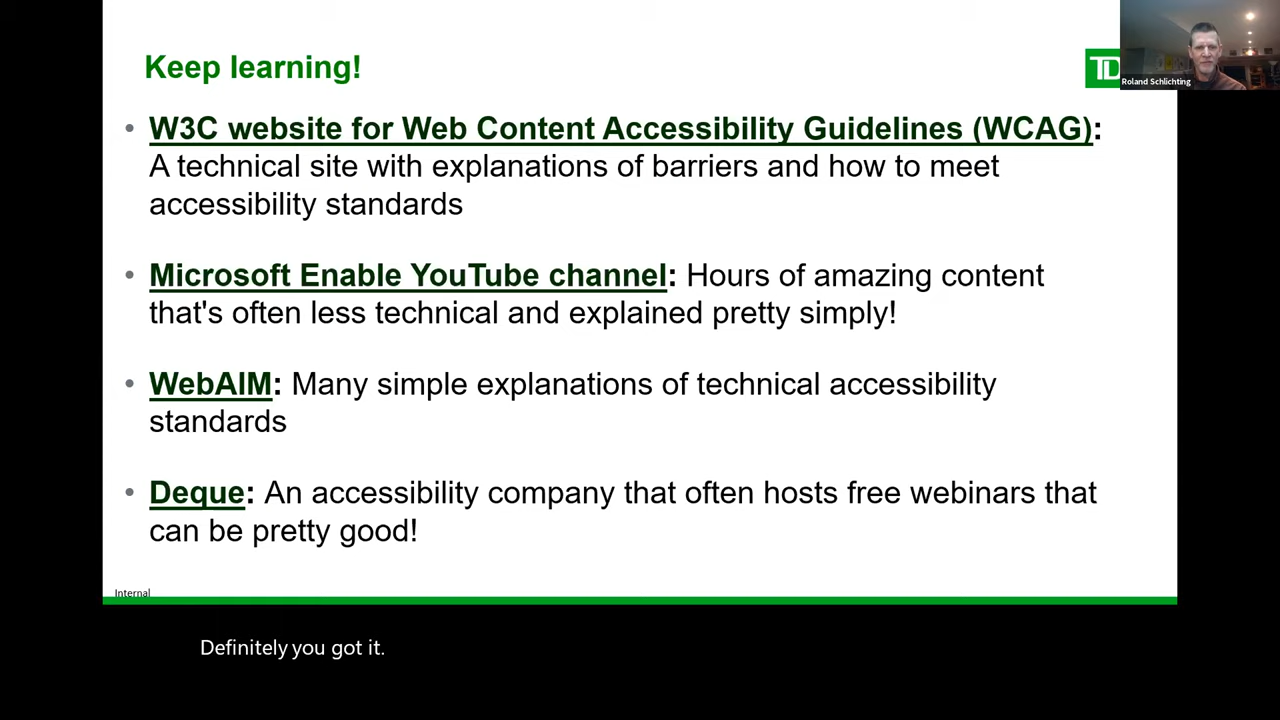 Keep learning!
TD
Roland Schlichting
• W3C website for Web Content Accessibility Guidelines (WCAG):
A technical site with explanations of barriers and how to meet
accessibility standards
• Microsoft Enable YouTube channel: Hours of amazing content
that's often less technical and explained pretty simply!
• WebAIM: Many simple explanations of technical accessibility
standards
• Deque: An accessibility company that often hosts free webinars that
can be pretty good!
Internal
Definitely you got it.